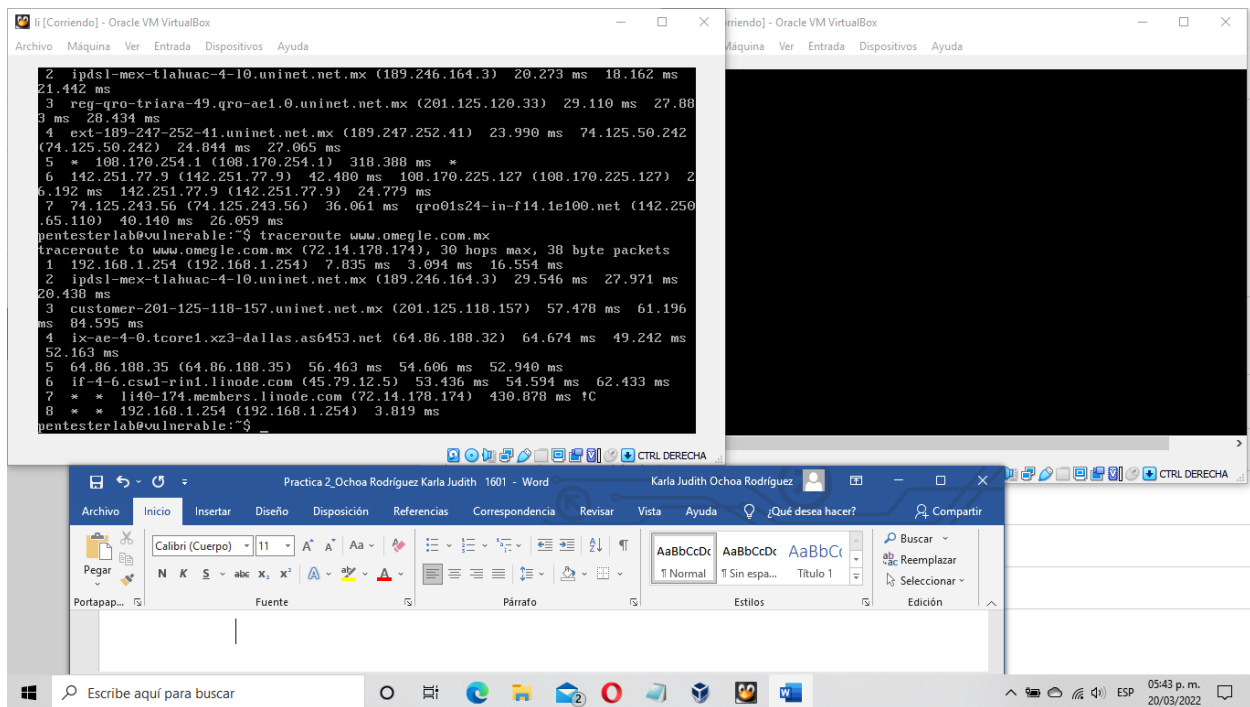 li [Corriendo] - Oracle VM VirtualBox
Archivo Máquina Ver Entrada Dispositivos Ayuda
2 ipdsl-mex-tlahuac-4-l0.uninet.net.mx (189.246.164.3) 20.273 ms 18.162 ms
21.442 ms
3 reg-qro-triara-49.qro-ae1.0.uninet.net.mx (201.125.120.33) 29.110 ms 27.88
3 ms 28.434 ms
4 ext-189-247-252-41.uninet.net.mx (189.247.252.41) 23.990 ms 74.125.50.242
(74.125.50.242) 24.844 ms 27.065 ms
5 * 108.170.254.1 (108.170.254.1) 318.388 ms *
6 142.251.77.9 (142.251.77.9) 42.480 ms 108.170.225.127 (108.170.225.127) 2
6.192 ms 142.251.77.9 (142.251.77.9) 24.779 ms
7 74.125.243.56 (74.125.243.56) 36.061 ms qro01s24-in-f14.1e100.net (142.250
.65.110) 40.140 ms 26.059 ms
pentesterlab@vulnerable:~$ traceroute www.omegle.com.mx
traceroute to www.omegle.com.mx (72.14.178.174), 30 hops max, 38 byte packets
1 192.168.1.254 (192.168.1.254) 7.835 ms 3.094 ms 16.554 ms
2 ipdsl-mex-tlahuac-4-l0.uninet.net.mx (189.246.164.3) 29.546 ms 27.971 ms
20.438 ms
3 customer-201-125-118-157.uninet.net.mx (201.125.118.157) 57.478 ms 61.196
ms 84.595 ms
4 ix-ae-4-0.tcore1.xz3-dallas.as6453.net (64.86.188.32) 64.674 ms 49.242 ms
52.163 ms
5 64.86.188.35 (64.86.188.35) 56.463 ms 54.606 ms 52.940 ms
6 if-4-6.csw1-rin1.linode.com (45.79.12.5) 53.436 ms 54.594 ms 62.433 ms
7 * * li40-174.members.linode.com (72.14.178.174) 430.878 ms !C
8 * * 192.168.1.254 (192.168.1.254) 3.819 ms
pentesterlab@vulnerable:~$ _
CTRL DERECHA
rriendo] - Oracle VM VirtualBox
Máquina Ver Entrada Dispositivos Ayuda
CTRL DERECHA
Practica 2_Ochoa Rodríguez Karla Judith 1601 - Word
Karla Judith Ochoa Rodríguez
Archivo Inicio Insertar Diseño Disposición Referencias Correspondencia Revisar Vista Ayuda ¿Qué desea hacer? Compartir
Pegar
Calibri (Cuerpo) 11 A A Aa
N K S abc x₂ x² A aby A
AaBbCcDc AaBbCcDc AaBbCc
¶ Normal ¶ Sin espa... Título 1
Buscar
Reemplazar
Seleccionar
Portapap... Fuente Párrafo Estilos Edición
Escribe aquí para buscar
2
ESP
05:43 p. m.
20/03/2022